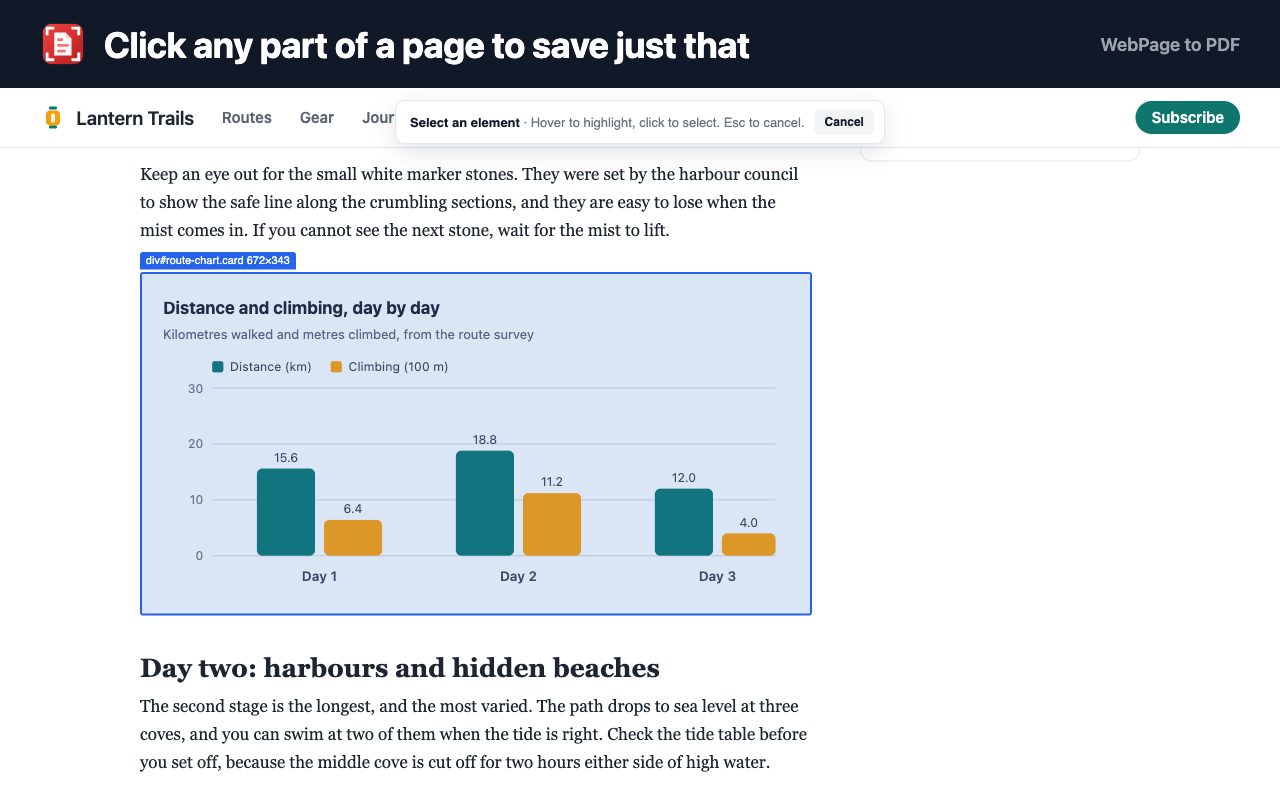 Click any part of a page to save just that
WebPage to PDF
Lantern Trails
Routes
Gear
Jour
Select an element · Hover to highlight, click to select. Esc to cancel.
Cancel
Subscribe
Keep an eye out for the small white marker stones. They were set by the harbour council
to show the safe line along the crumbling sections, and they are easy to lose when the
mist comes in. If you cannot see the next stone, wait for the mist to lift.
div#route-chart.card 672×343
Distance and climbing, day by day
Kilometres walked and metres climbed, from the route survey
Distance (km)
Climbing (100 m)
30
20
10
0
15.6
6.4
18.8
11.2
12.0
4.0
Day 1
Day 2
Day 3
Day two: harbours and hidden beaches
The second stage is the longest, and the most varied. The path drops to sea level at three
coves, and you can swim at two of them when the tide is right. Check the tide table before
you set off, because the middle cove is cut off for two hours either side of high water.